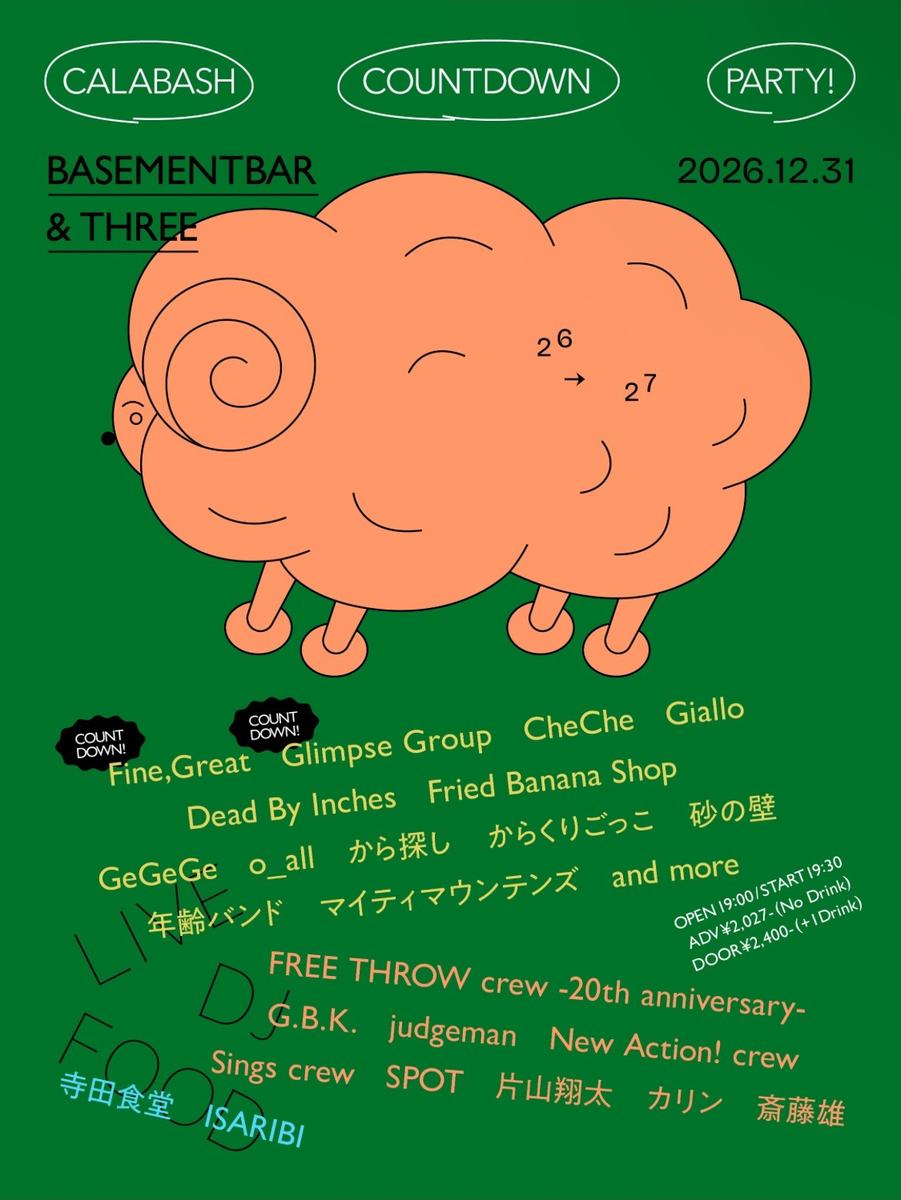 CALABASH COUNTDOWN PARTY!
BASEMENTBAR
& THREE
2026.12.31
26
→
27
COUNT
DOWN!
COUNT
DOWN!
Fine,Great Glimpse Group CheChe Giallo
Dead By Inches Fried Banana Shop
GeGeGe o_all から探し からくりごっこ 砂の壁
年齢バンド マイティマウンテンズ and more
LIVE
OPEN 19:00/START 19:30
ADV ¥2,027-(No Drink)
DOOR ¥2,400-(+1Drink)
DJ
FREE THROW crew -20th anniversary-
G.B.K. judgeman New Action! crew
Sings crew SPOT 片山翔太 カリン 斎藤雄
FOOD
寺田食堂 ISARIBI